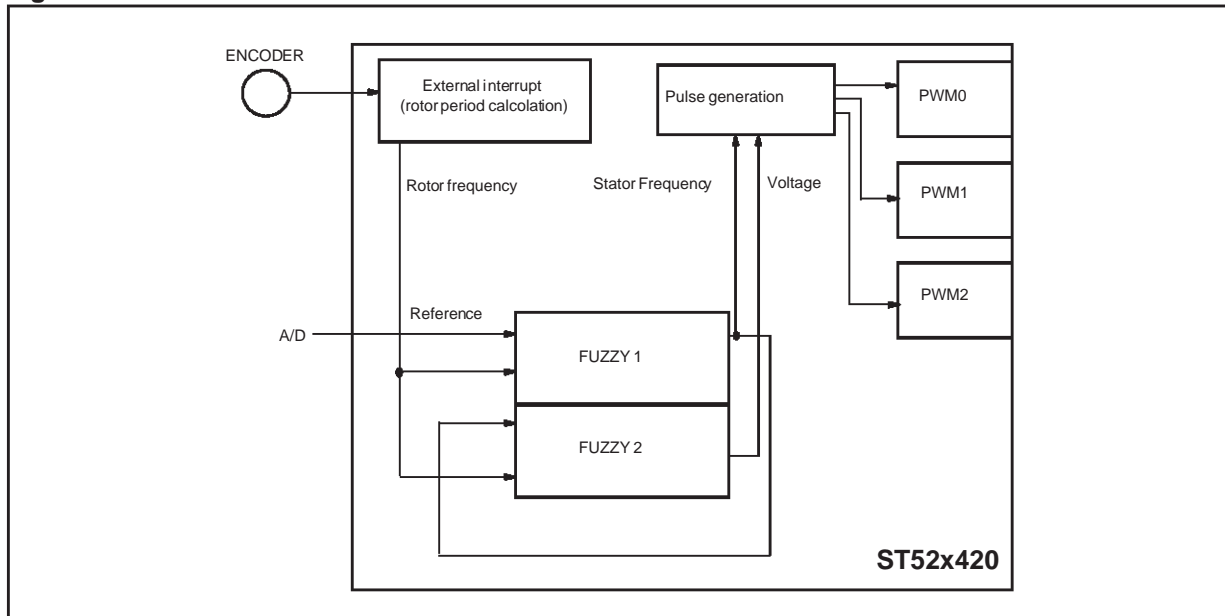 ENCODER
External interrupt
(rotor period calcolation)
Pulse generation
PWM0
Rotor frequency
Stator Frequency
Voltage
PWM1
PWM2
Reference
A/D
FUZZY 1
FUZZY 2
ST52x420